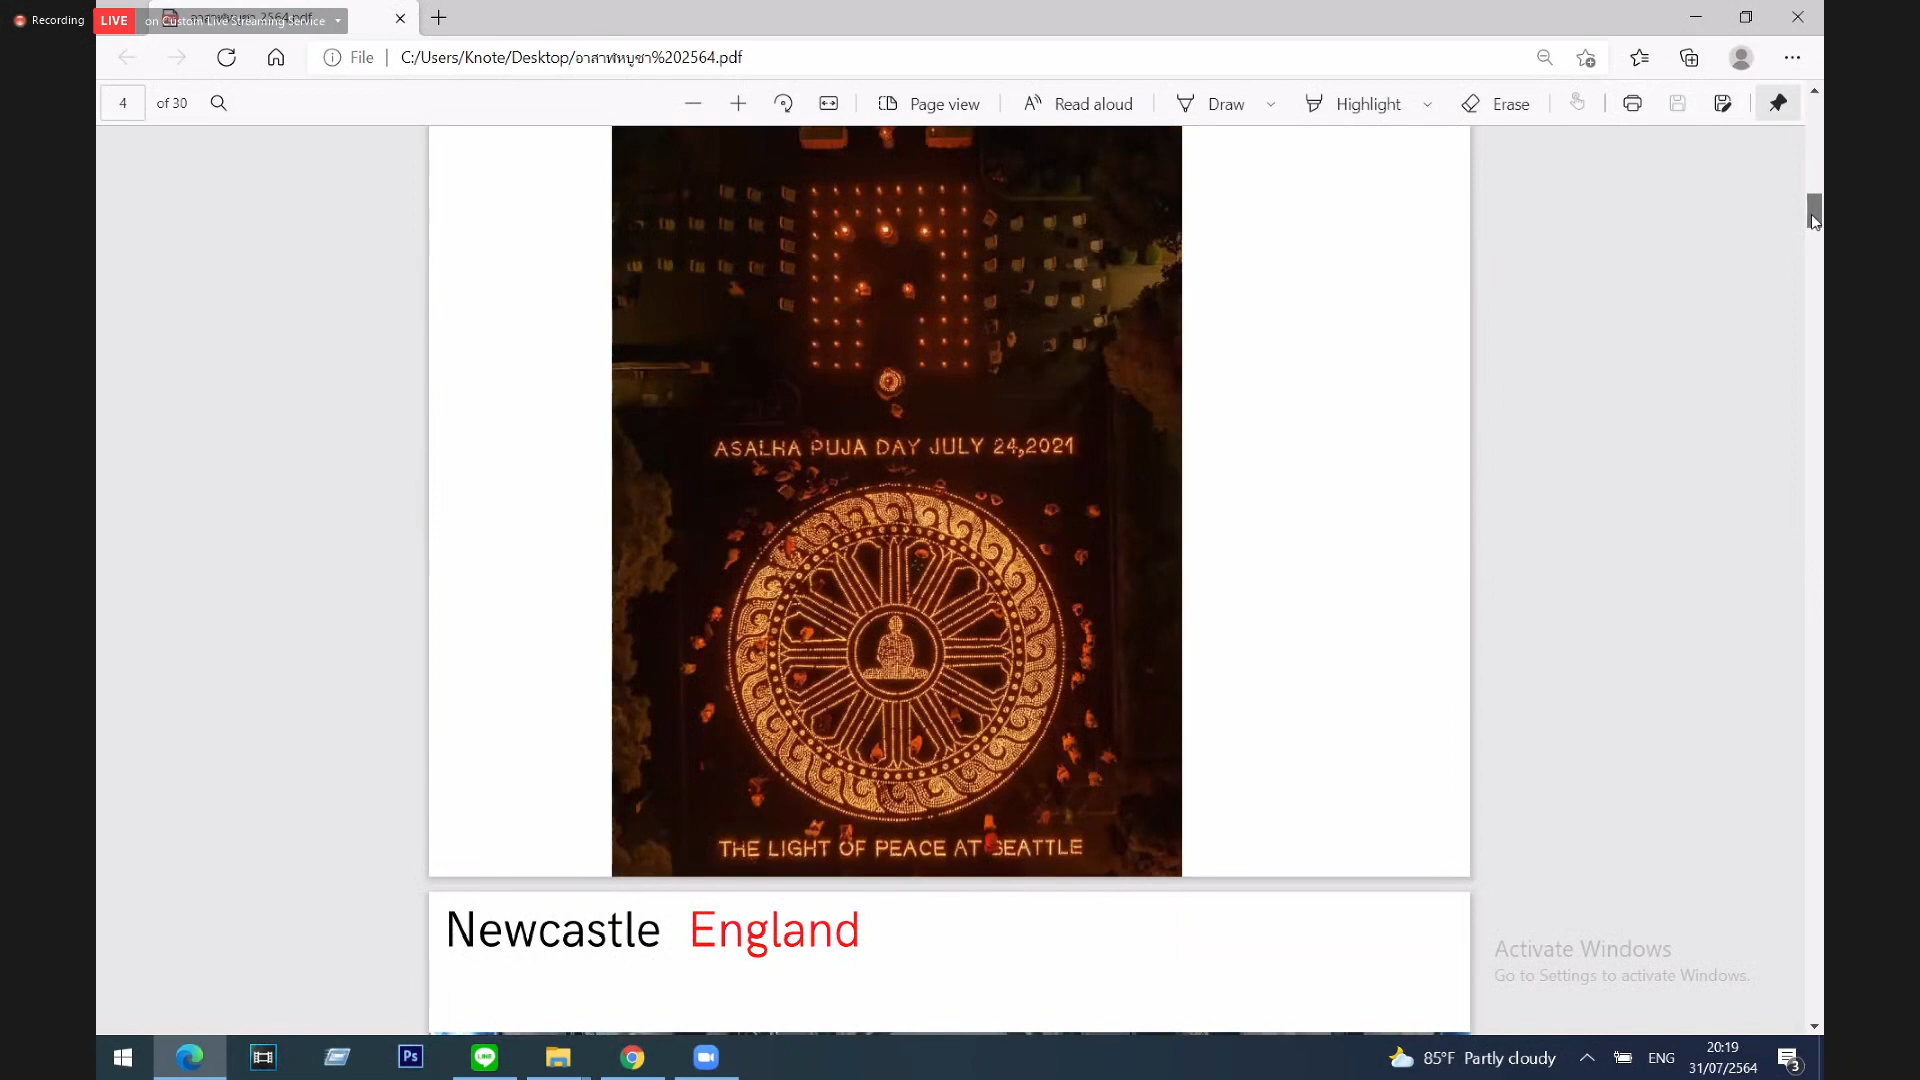 Recording
LIVE
on Custom Live Streaming Service
File
C:/Users/Knote/Desktop/อาสาฬหบูชา%202564.pdf
4
of 30
Page view
Read aloud
Draw
Highlight
Erase
ASALHA PUJA DAY JULY 24,2021
THE LIGHT OF PEACE AT SEATTLE
Newcastle England
Activate Windows
Go to Settings to activate Windows.
Ps
LINE
85°F Partly cloudy
ENG
20:19
31/07/2564
3